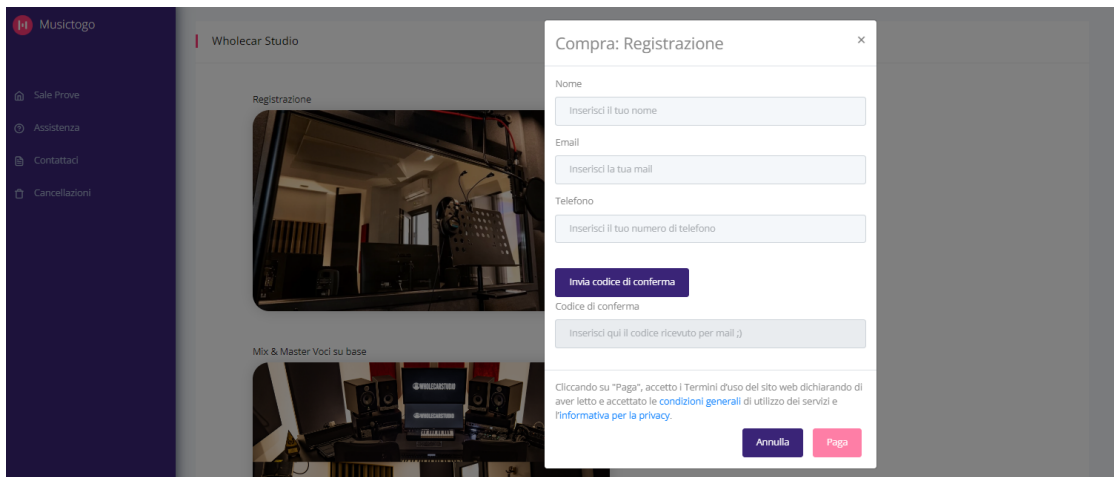 Musictogo
Sale Prove
Assistenza
Contattaci
Cancellazioni
Wholecar Studio
Registrazione
Mix & Master Voci su base
@WHOLECARSTUDIO
@WHOLECARSTUDIO
Compra: Registrazione
×
Nome
Inserisci il tuo nome
Email
Inserisci la tua mail
Telefono
Inserisci il tuo numero di telefono
Invia codice di conferma
Codice di conferma
Inserisci qui il codice ricevuto per mail ;)
Cliccando su "Paga", accetto i Termini d'uso del sito web dichiarando di
aver letto e accettato le condizioni generali di utilizzo dei servizi e
l'informativa per la privacy.
Annulla
Paga